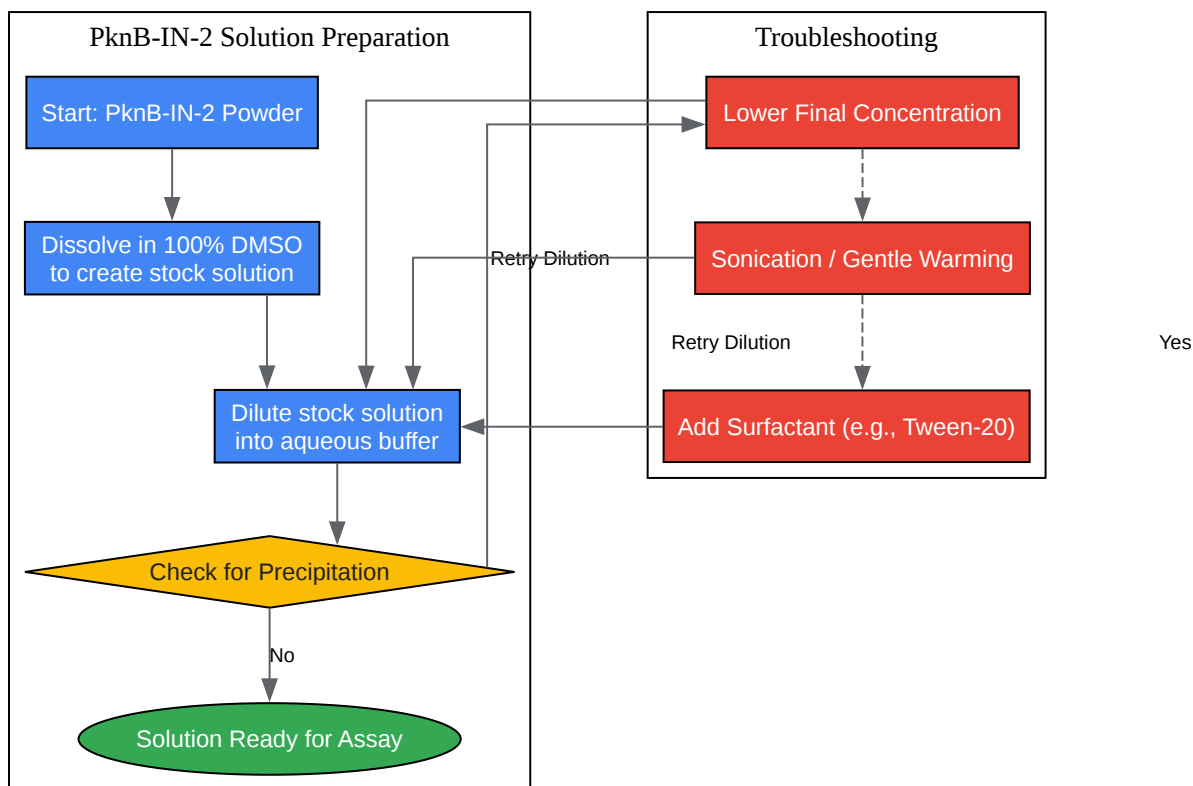 PknB-IN-2 Solution Preparation
Start: PknB-IN-2 Powder
Dissolve in 100% DMSO
to create stock solution
Dilute stock solution
into aqueous buffer
Check for Precipitation
No
Solution Ready for Assay
Troubleshooting
Lower Final Concentration
Retry Dilution
Sonication / Gentle Warming
Retry Dilution
Yes
Add Surfactant (e.g., Tween-20)